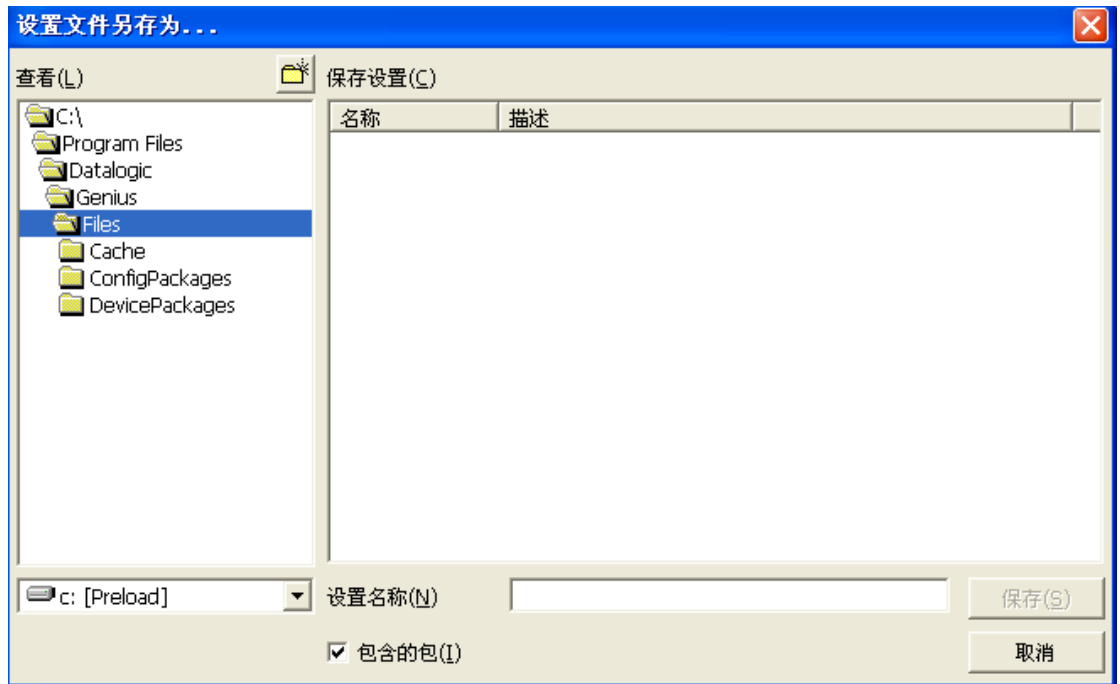 设置文件另存为...
查看(L)
保存设置(C)
C:\
Program Files
Datalogic
Genius
Files
Cache
ConfigPackages
DevicePackages
名称 描述
c: [Preload]
设置名称(N)
保存(S)
包含的包(I)
取消